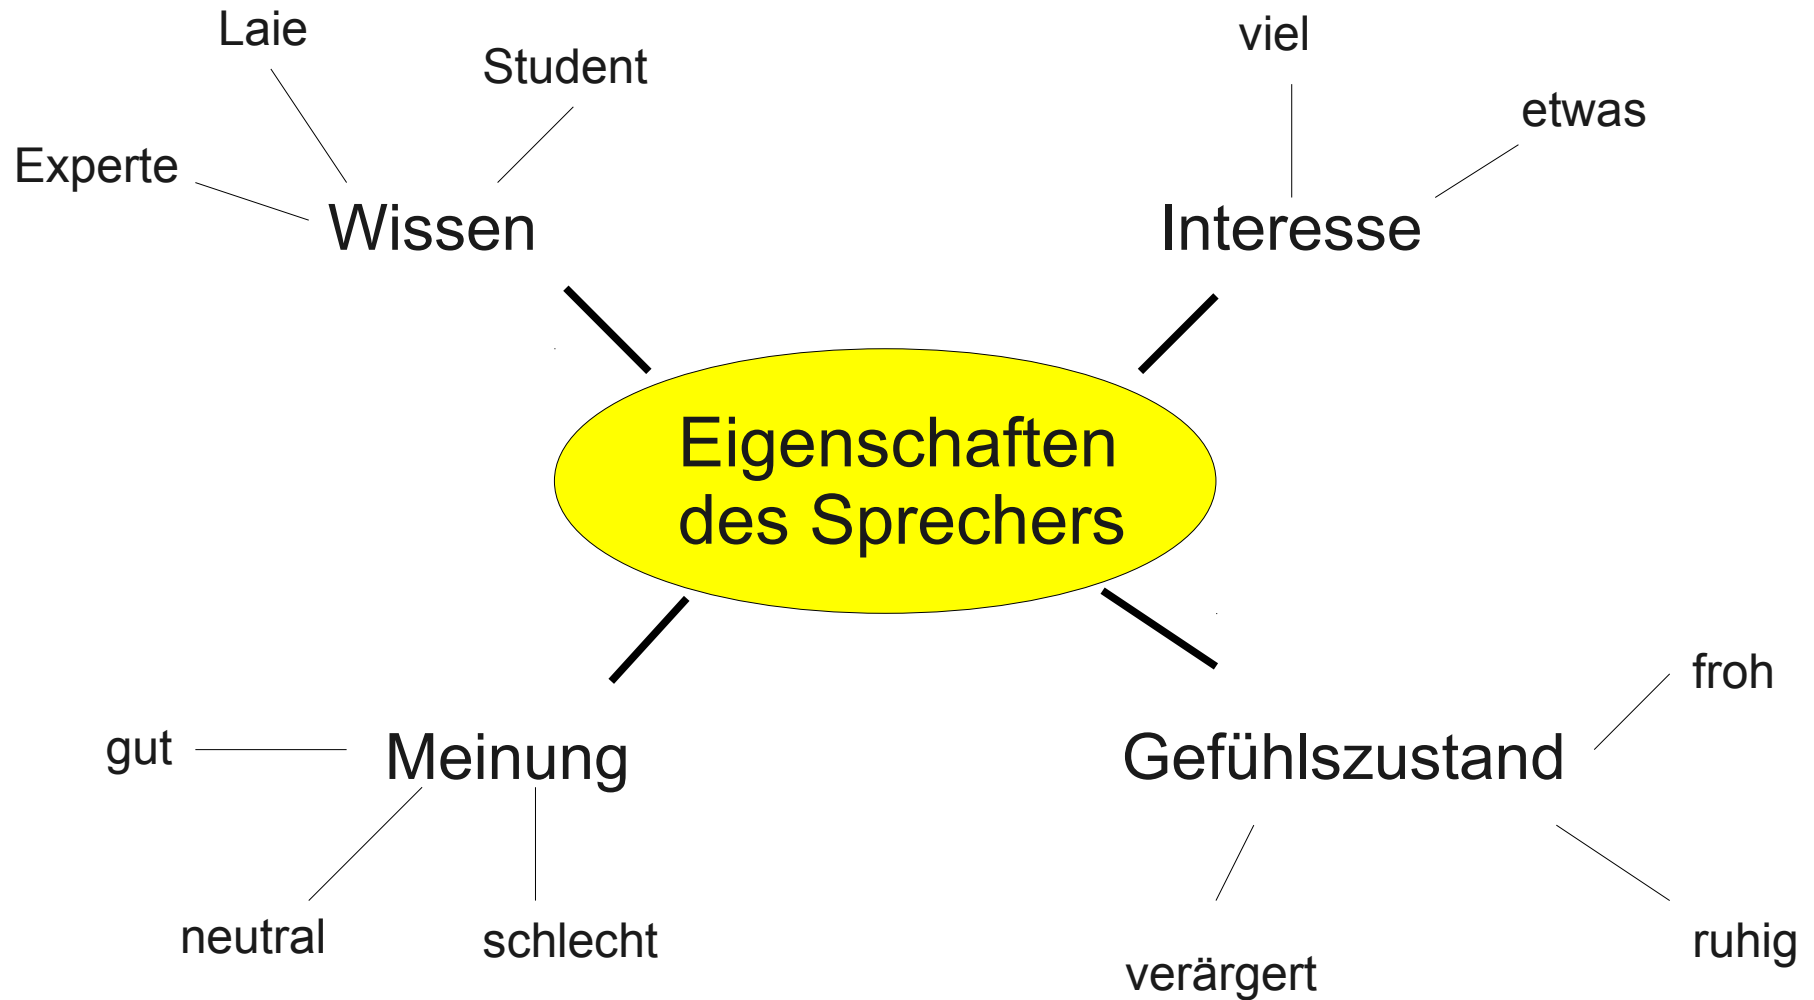 Laie
viel
Student
etwas
Experte
Wissen
Interesse
Eigenschaften
des Sprechers
froh
gut
Meinung
Gefühlszustand
neutral
schlecht
ruhig
verärgert